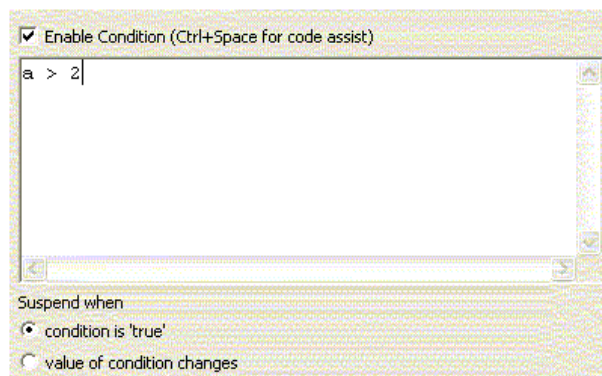 Enable Condition (Ctrl+Space for code assist)
a > 2
Suspend when
condition is 'true'
value of condition changes